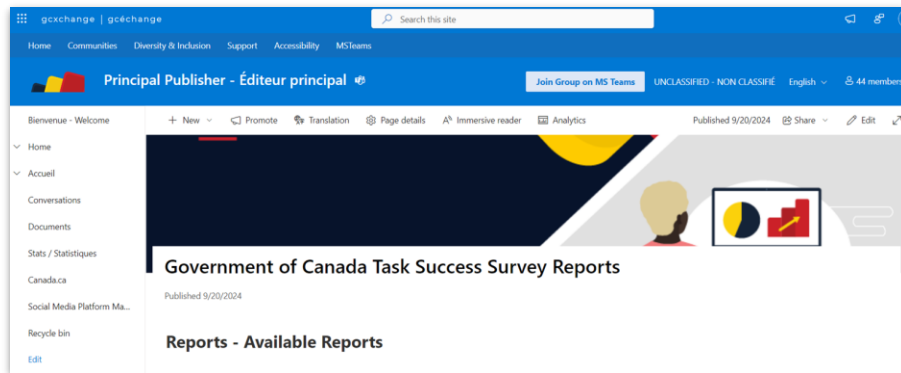 gcxchange | gcéchange
Search this site
Home Communities Diversity & Inclusion Support Accessibility MSTeams
Principal Publisher - Éditeur principal
Join Group on MS Teams UNCLASSIFIED - NON CLASSIFIÉ English 44 members
Bienvenue - Welcome
New Promote Translation Page details Immersive reader Analytics Published 9/20/2024 Share Edit
Home
Accueil
Conversations
Documents
Stats / Statistiques
Canada.ca
Social Media Platform Ma...
Recycle bin
Edit
Government of Canada Task Success Survey Reports
Published 9/20/2024
Reports - Available Reports